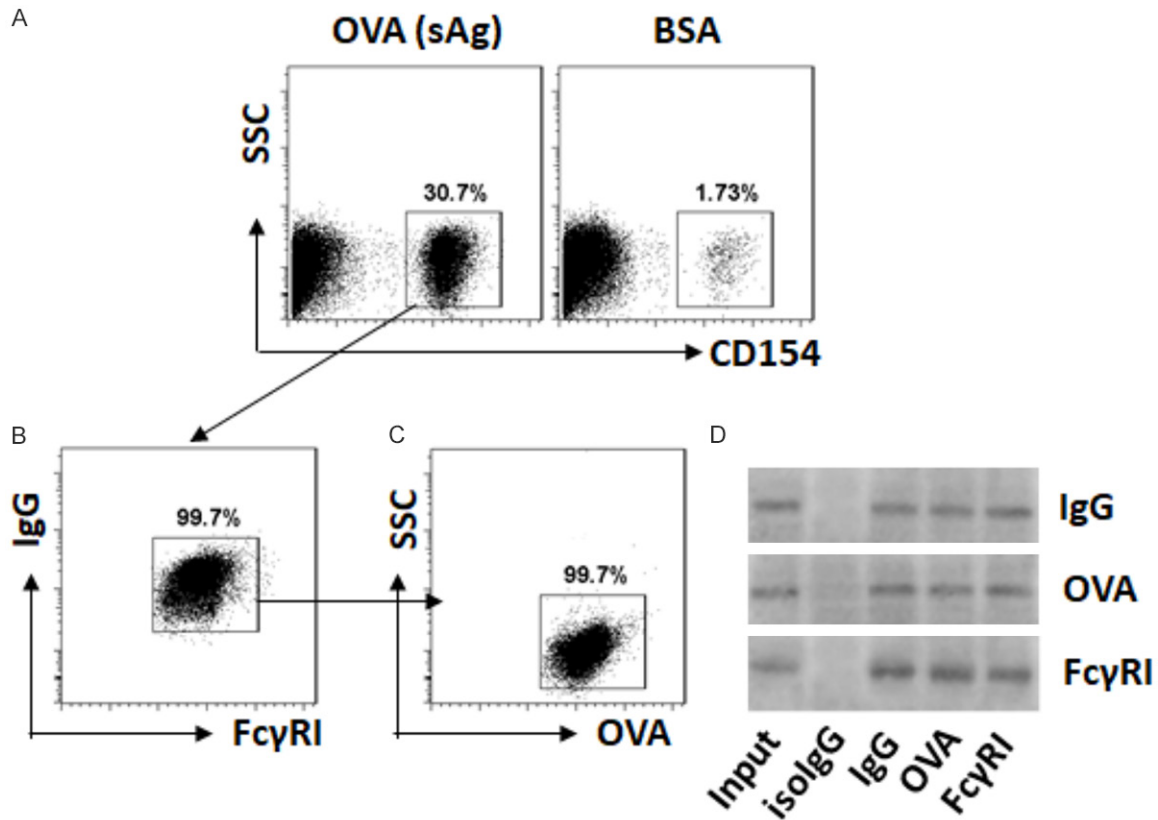 A
OVA (sAg)
BSA
SSC
30.7%
1.73%
CD154
B
C
D
IgG
99.7%
FcγRI
SSC
99.7%
OVA
IgG
OVA
FcγRI
Input
isoIgG
IgG
OVA
FcγRI